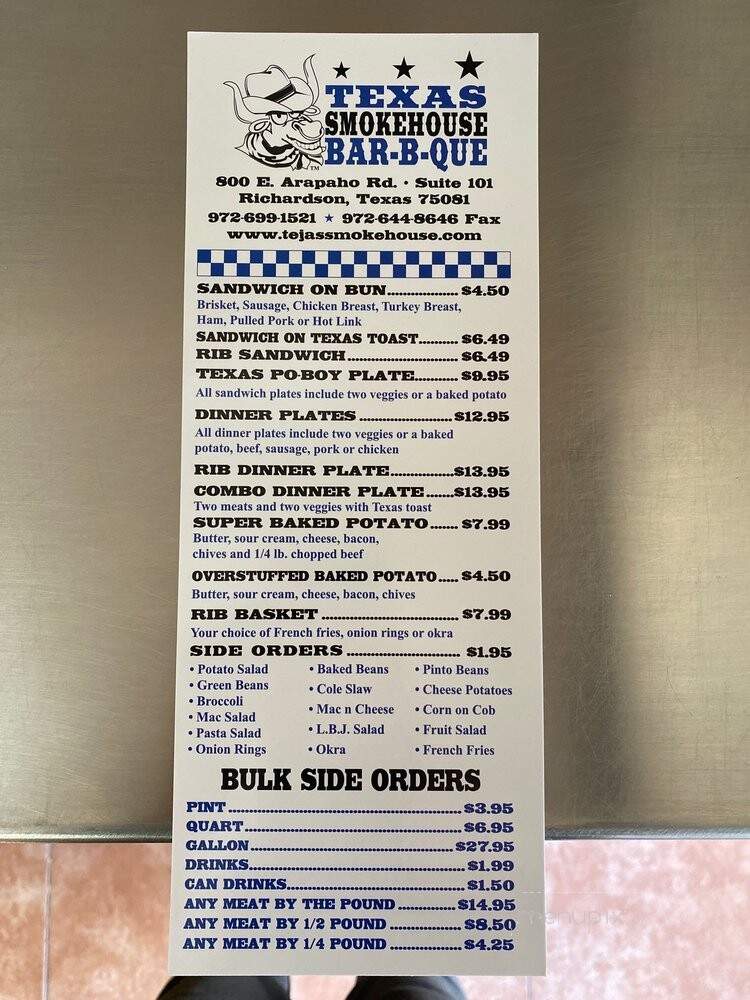 TEXAS
SMOKEHOUSE
BAR-B-QUE
TM
800 E. Arapaho Rd. • Suite 101
Richardson, Texas 75081
972-699-1521 ★ 972-644-8646 Fax
www.tejassmokehouse.com
SANDWICH ON BUN.................. $4.50
Brisket, Sausage, Chicken Breast, Turkey Breast,
Ham, Pulled Pork or Hot Link
SANDWICH ON TEXAS TOAST.......... $6.49
RIB SANDWICH............................ $6.49
TEXAS PO-BOY PLATE........... $9.95
All sandwich plates include two veggies or a baked potato
DINNER PLATES ........................ $12.95
All dinner plates include two veggies or a baked
potato, beef, sausage, pork or chicken
RIB DINNER PLATE................$13.95
COMBO DINNER PLATE.......$13.95
Two meats and two veggies with Texas toast
SUPER BAKED POTATO....... $7.99
Butter, sour cream, cheese, bacon,
chives and 1/4 lb. chopped beef
OVERSTUFFED BAKED POTATO..... $4.50
Butter, sour cream, cheese, bacon, chives
RIB BASKET ................................... $7.99
Your choice of French fries, onion rings or okra
SIDE ORDERS ............................. $1.95
• Potato Salad
• Green Beans
• Broccoli
• Mac Salad
• Pasta Salad
• Onion Rings
• Baked Beans
• Cole Slaw
• Mac n Cheese
• L.B.J. Salad
• Okra
• Pinto Beans
• Cheese Potatoes
• Corn on Cob
• Fruit Salad
• French Fries
BULK SIDE ORDERS
PINT ............................................................ $3.95
QUART....................................................... $6.95
GALLON..................................................... $27.95
DRINKS....................................................... $1.99
CAN DRINKS............................................. $1.50
ANY MEAT BY THE POUND .............. $14.95
ANY MEAT BY 1/2 POUND .................. $8.50
ANY MEAT BY 1/4 POUND .................. $4.25